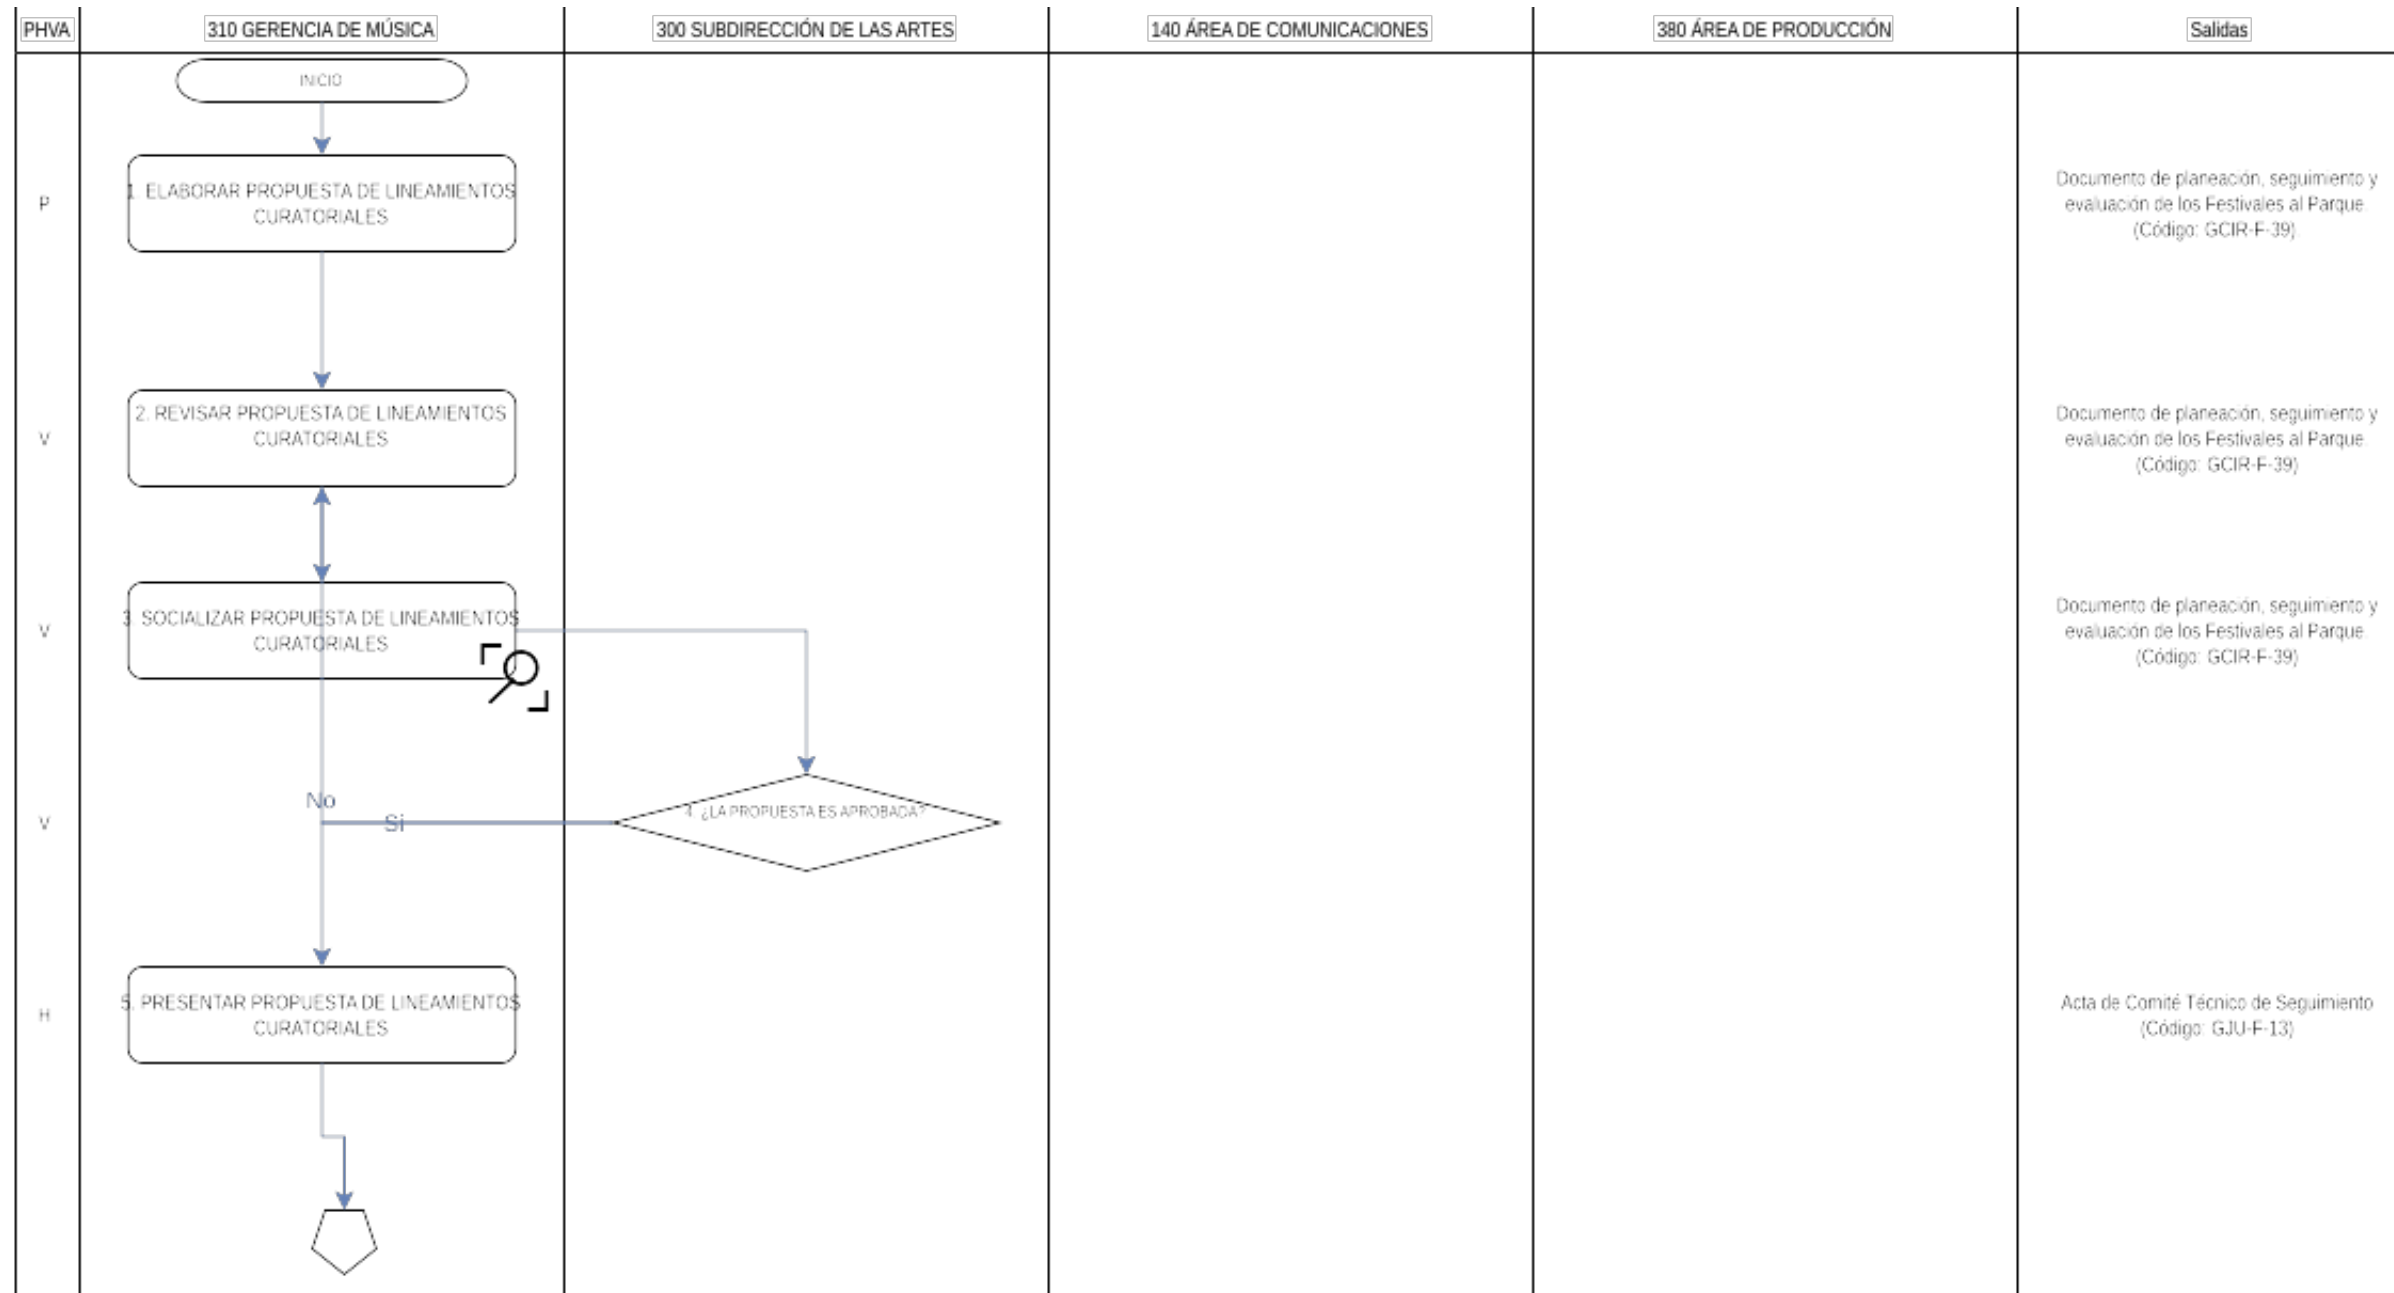 PHVA
310 GERENCIA DE MÚSICA
300 SUBDIRECCIÓN DE LAS ARTES
140 ÁREA DE COMUNICACIONES
380 ÁREA DE PRODUCCIÓN
Salidas
INICIO
P
1. ELABORAR PROPUESTA DE LINEAMIENTOS
CURATORIALES
Documento de planeación, seguimiento y
evaluación de los Festivales al Parque.
(Código: GCIR-F-39).
V
2. REVISAR PROPUESTA DE LINEAMIENTOS
CURATORIALES
Documento de planeación, seguimiento y
evaluación de los Festivales al Parque.
(Código: GCIR-F-39)
V
3. SOCIALIZAR PROPUESTA DE LINEAMIENTOS
CURATORIALES
Documento de planeación, seguimiento y
evaluación de los Festivales al Parque.
(Código: GCIR-F-39)
V
No
Si
4. ¿LA PROPUESTA ES APROBADA?
H
5. PRESENTAR PROPUESTA DE LINEAMIENTOS
CURATORIALES
Acta de Comité Técnico de Seguimiento
(Código: GJU-F-13)